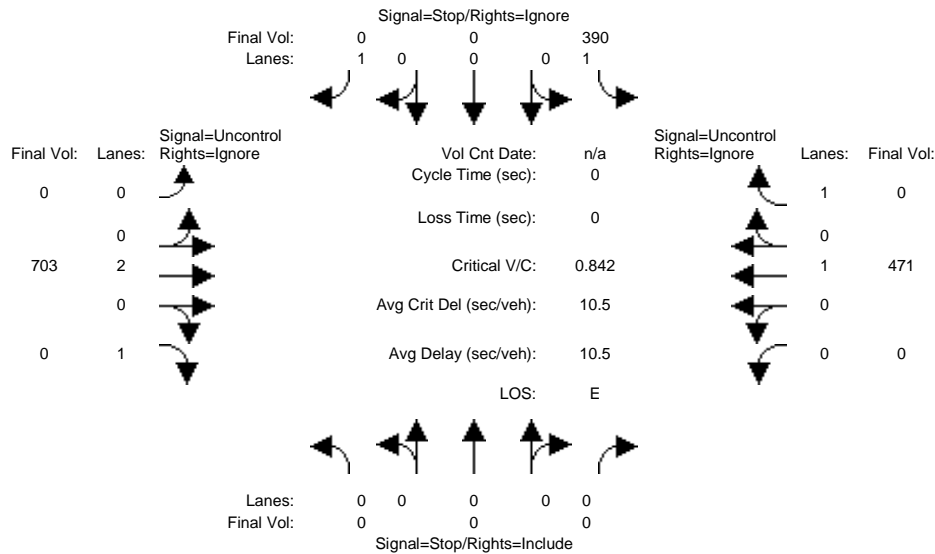 Signal=Stop/Rights=Ignore
Final Vol: 0 0 390
Lanes: 1 0 0 0 1
Signal=Uncontrol
Final Vol: Lanes: Rights=Ignore
Vol Cnt Date: n/a
Signal=Uncontrol
Rights=Ignore Lanes: Final Vol:
Cycle Time (sec): 0
0 0
1 0
Loss Time (sec): 0
0
0
703 2
Critical V/C: 0.842
1 471
0
Avg Crit Del (sec/veh): 10.5
0
0 1
Avg Delay (sec/veh): 10.5
0 0
LOS: E
Lanes: 0 0 0 0 0
Final Vol: 0 0 0
Signal=Stop/Rights=Include